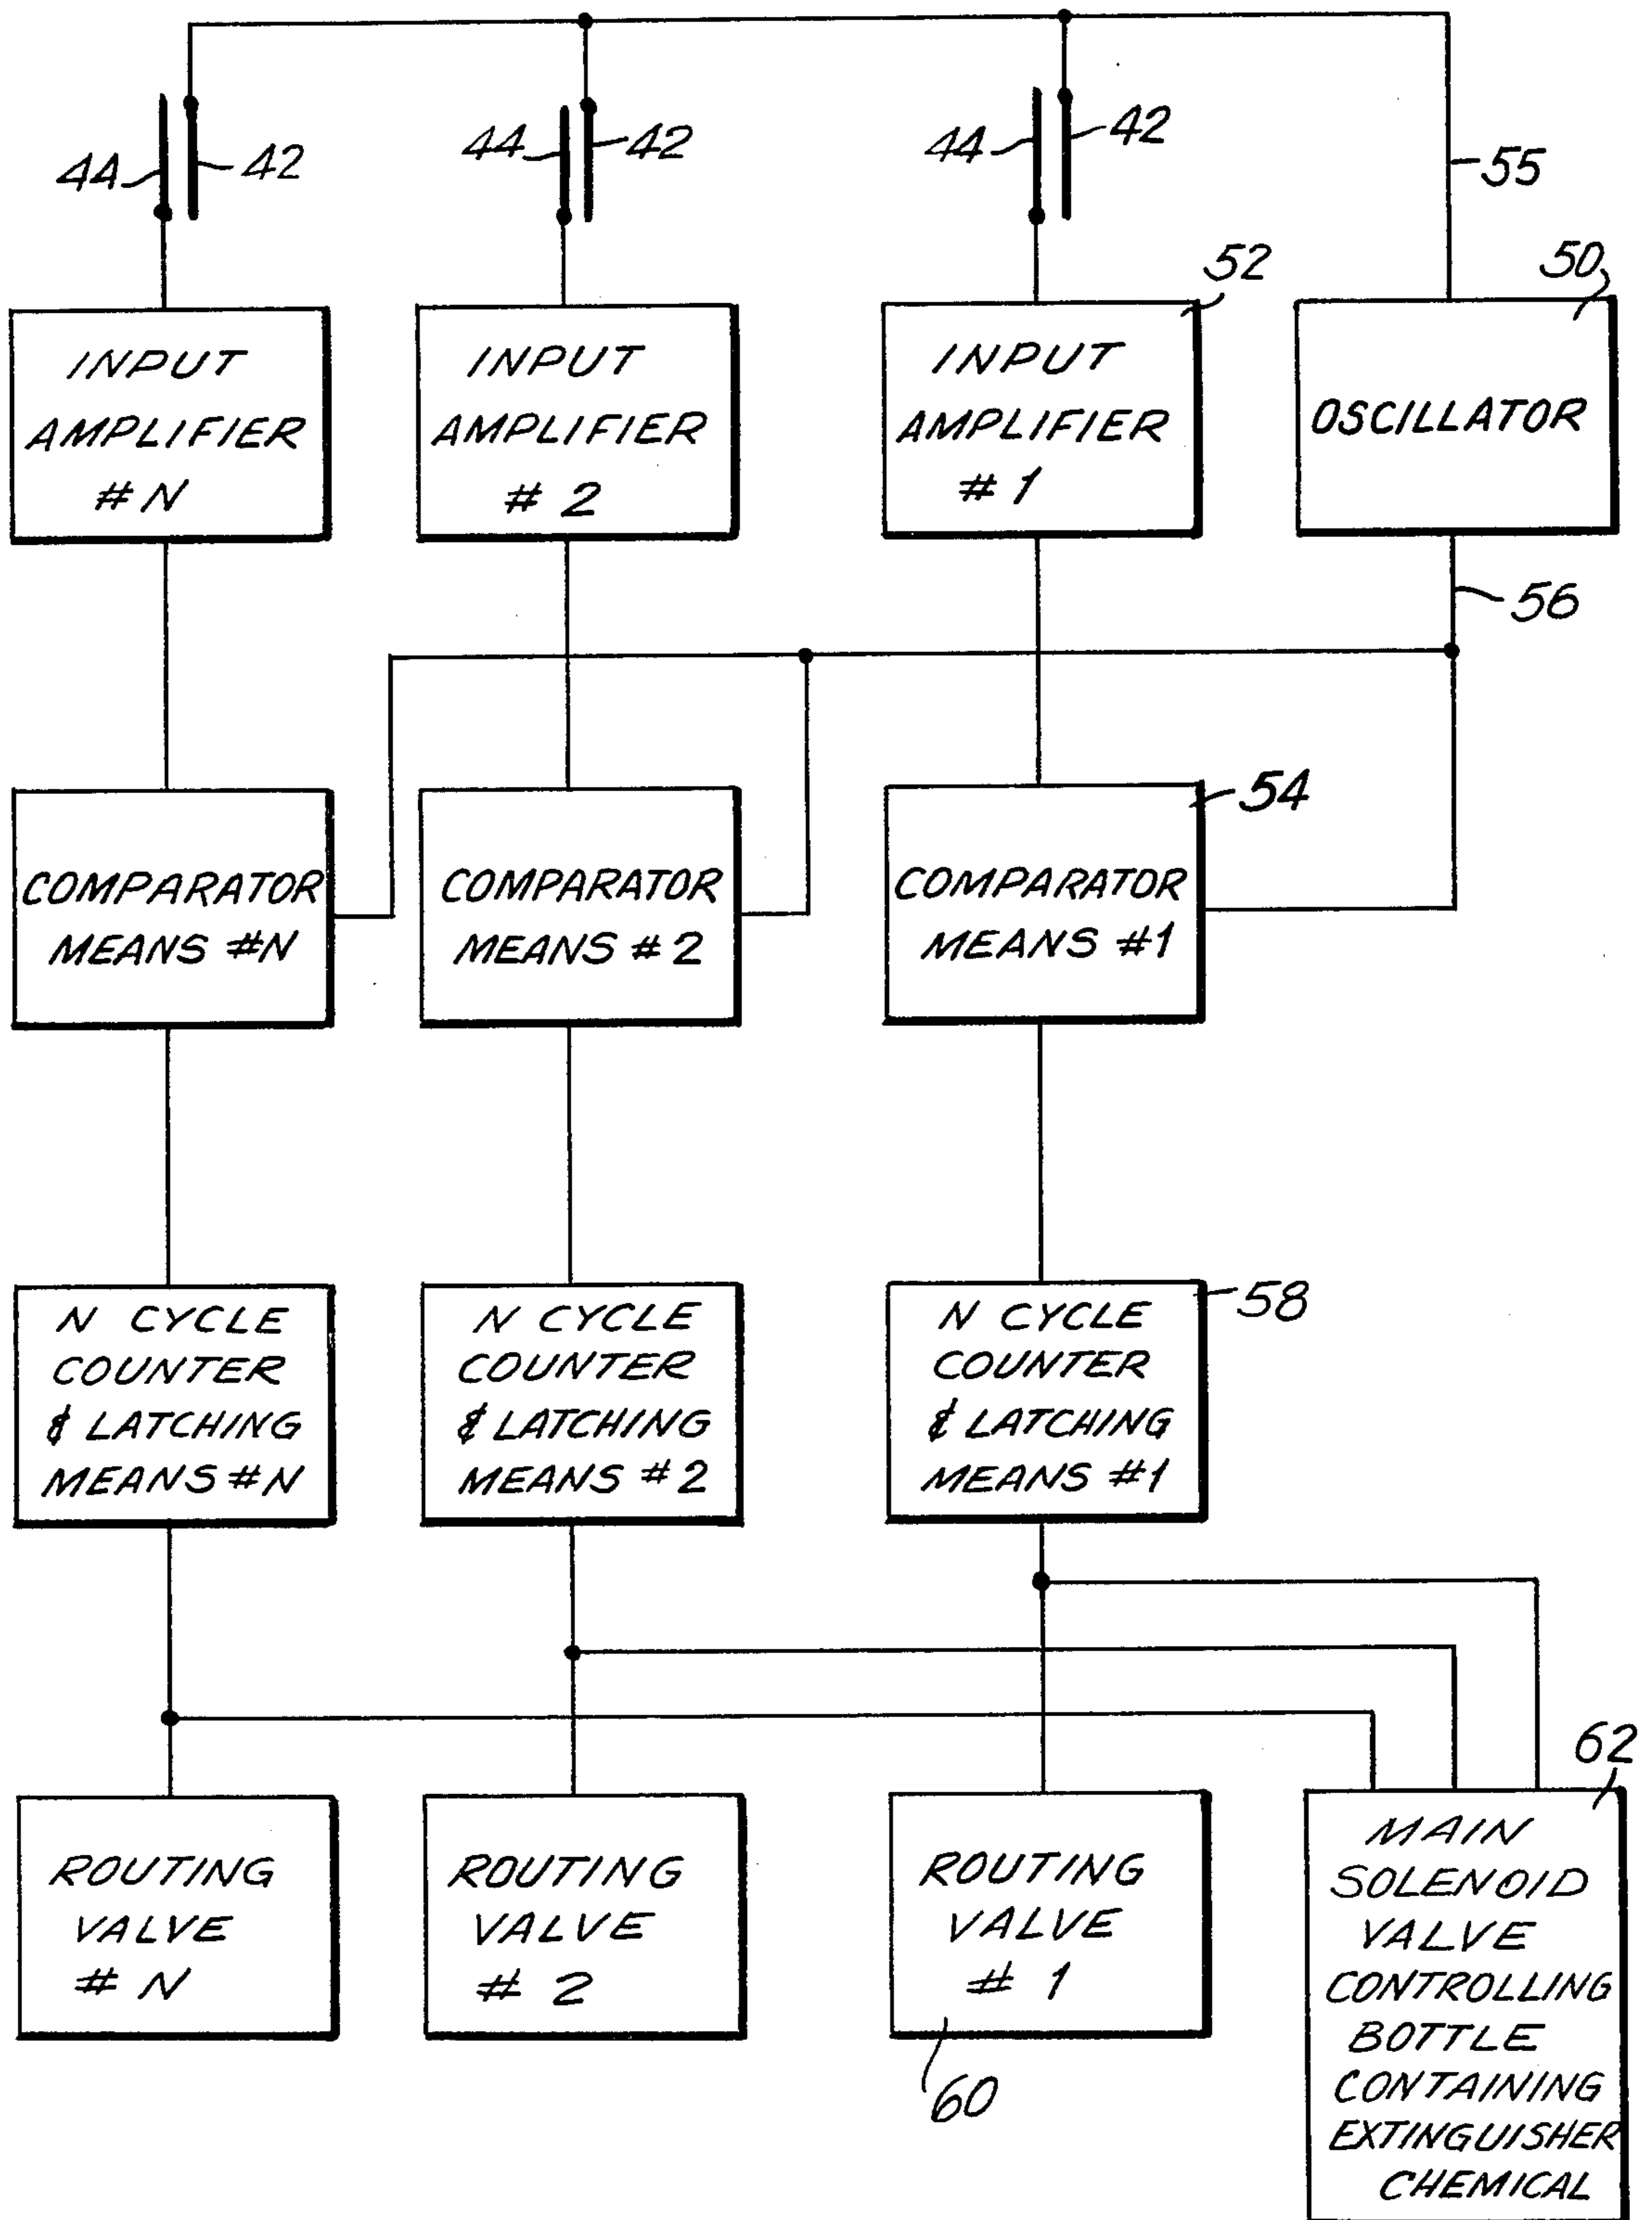 44
42
44
42
44
42
55
52
50
INPUT
AMPLIFIER
# N
INPUT
AMPLIFIER
# 2
INPUT
AMPLIFIER
# 1
OSCILLATOR
56
54
COMPARATOR
MEANS #N
COMPARATOR
MEANS # 2
COMPARATOR
MEANS #1
58
N CYCLE
COUNTER
& LATCHING
MEANS #N
N CYCLE
COUNTER
& LATCHING
MEANS # 2
N CYCLE
COUNTER
& LATCHING
MEANS #1
62
ROUTING
VALVE
# N
ROUTING
VALVE
# 2
ROUTING
VALVE
# 1
60
MAIN
SOLENOID
VALVE
CONTROLLING
BOTTLE
CONTAINING
EXTINGUISHER
CHEMICAL